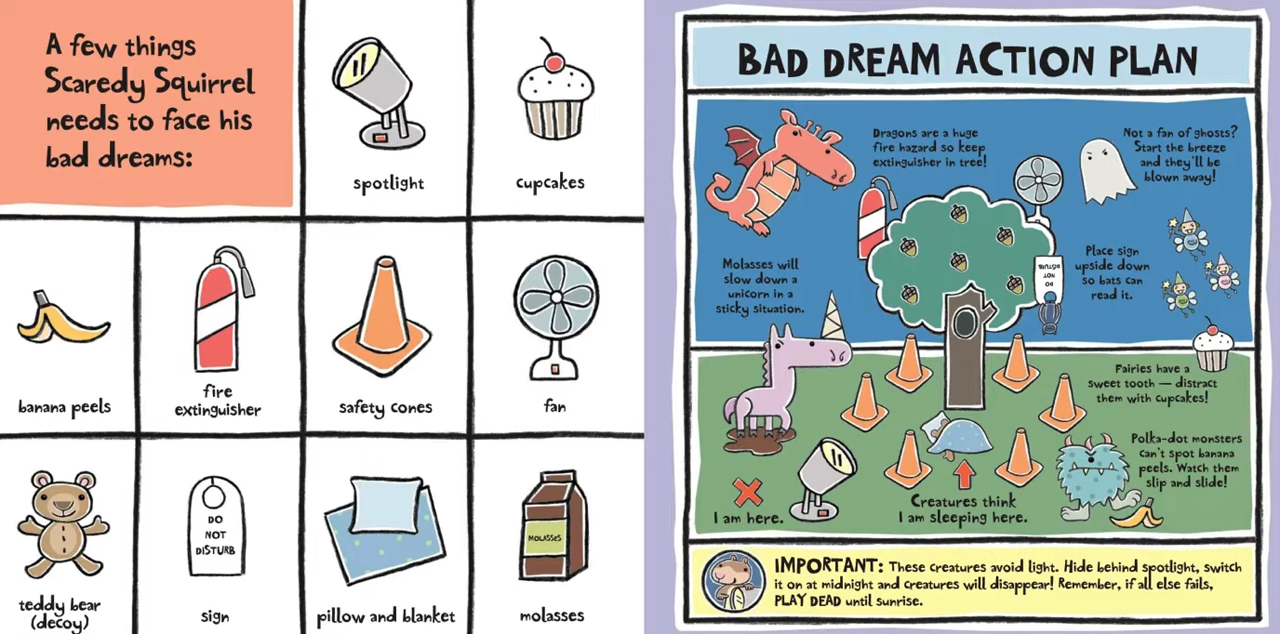 A few things
Scaredy Squirrel
needs to face his
bad dreams:
spotlight
cupcakes
banana peels
fire
extinguisher
safety cones
fan
DO
NOT
DISTURB
MOLASSES
teddy bear
(decoy)
sign
pillow and blanket
molasses
BAD DREAM ACTION PLAN
Dragons are a huge
fire hazard so keep
extinguisher in tree!
Not a fan of ghosts?
Start the breeze
and they'll be
blown away!
Molasses will
slow down a
unicorn in a
sticky situation.
Place sign
upside down
so bats can
read it.
DO
NOT
DISTURB
Fairies have a
sweet tooth — distract
them with cupcakes!
Polka-dot monsters
can't spot banana
peels. Watch them
slip and slide!
I am here.
Creatures think
I am sleeping here.
IMPORTANT: These creatures avoid light. Hide behind spotlight, switch
it on at midnight and creatures will disappear! Remember, if all else fails,
PLAY DEAD until sunrise.